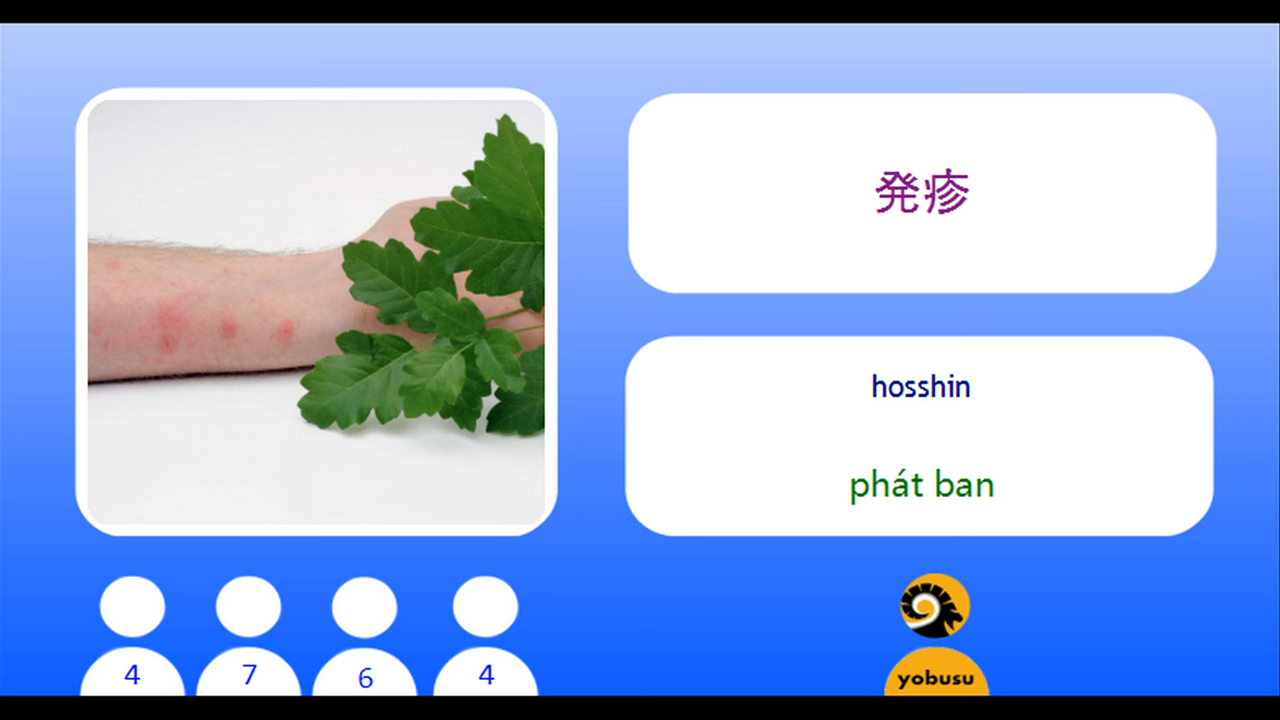 発疹
hosshin
phát ban
4 7 6 4
yobusu